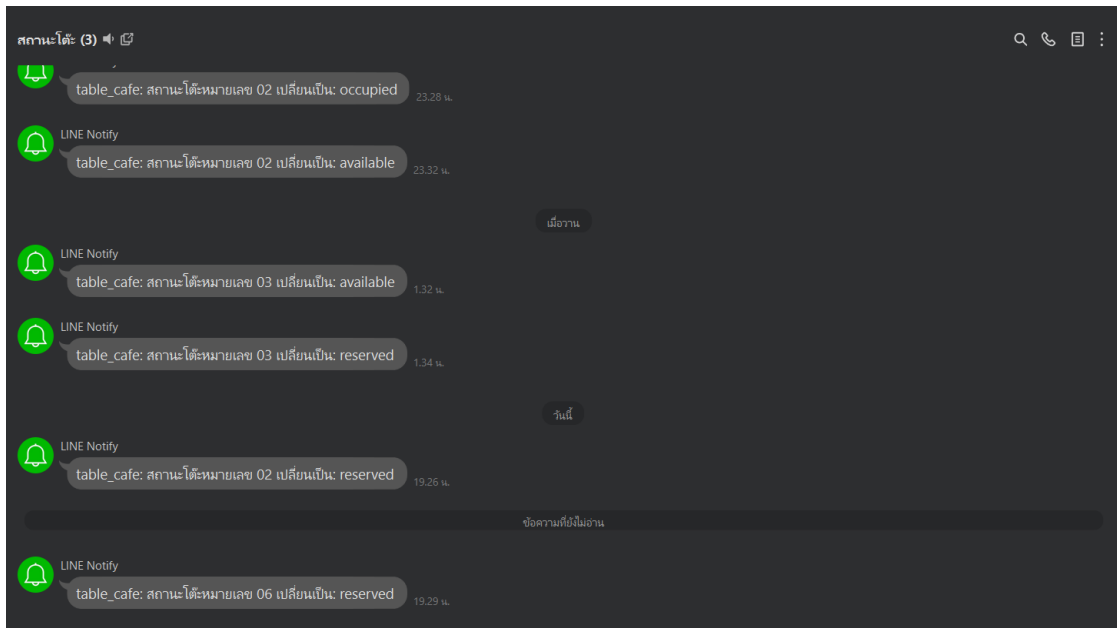 สถานะโต๊ะ (3)
table_cafe: สถานะโต๊ะหมายเลข 02 เปลี่ยนเป็น: occupied
23.28 น.
LINE Notify
table_cafe: สถานะโต๊ะหมายเลข 02 เปลี่ยนเป็น: available
23.32 น.
เมื่อวาน
LINE Notify
table_cafe: สถานะโต๊ะหมายเลข 03 เปลี่ยนเป็น: available
1.32 น.
LINE Notify
table_cafe: สถานะโต๊ะหมายเลข 03 เปลี่ยนเป็น: reserved
1.34 น.
วันนี้
LINE Notify
table_cafe: สถานะโต๊ะหมายเลข 02 เปลี่ยนเป็น: reserved
19.26 น.
ข้อความที่ยังไม่อ่าน
LINE Notify
table_cafe: สถานะโต๊ะหมายเลข 06 เปลี่ยนเป็น: reserved
19.29 น.